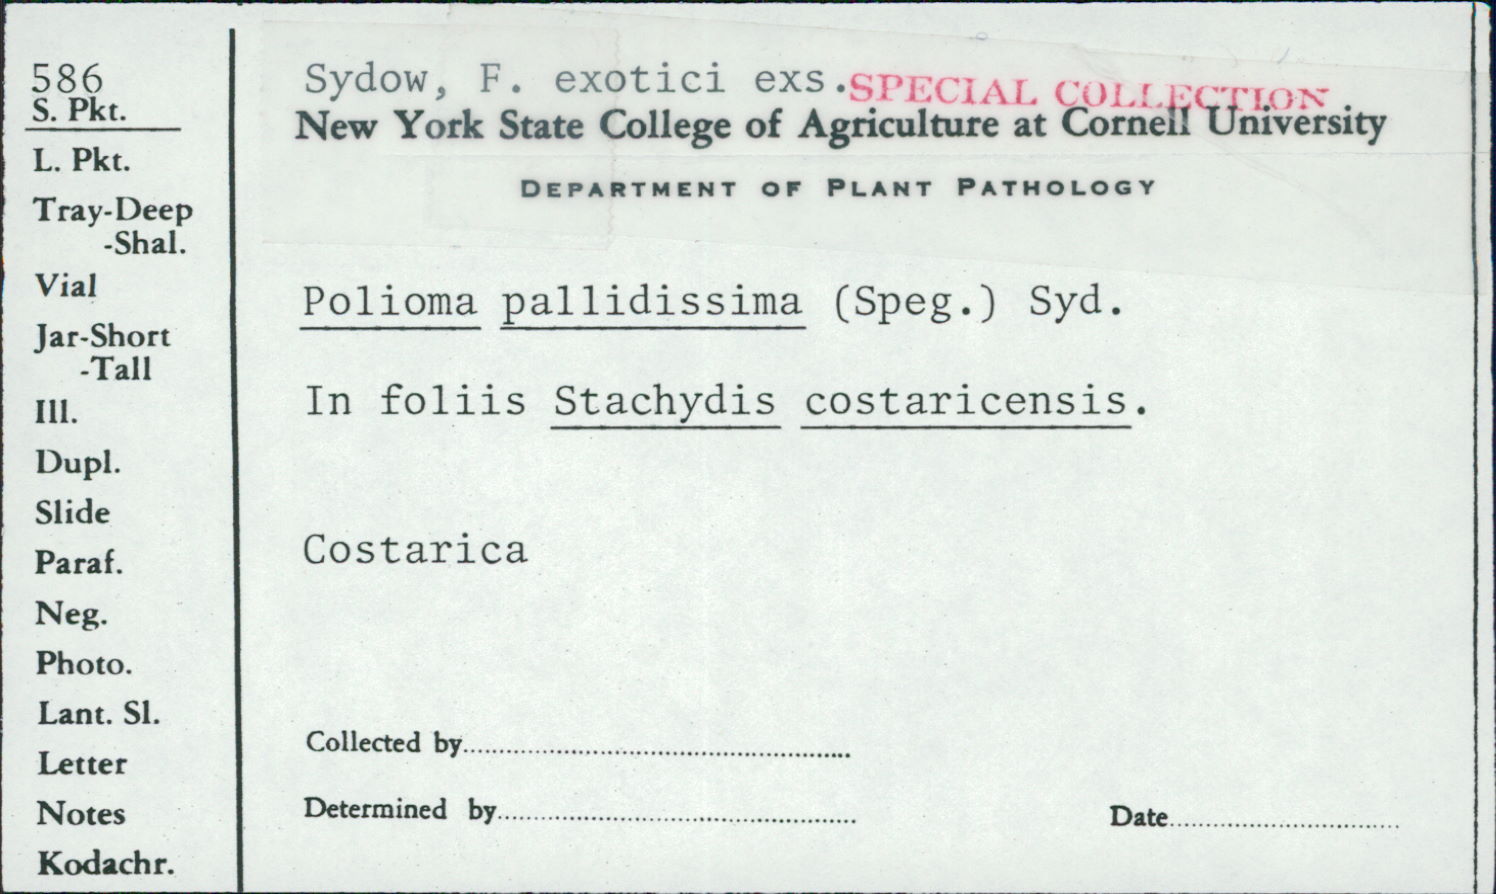 586
S. Pkt.
L. Pkt.
Tray-Deep
-Shal.
Vial
Jar-Short
-Tall
Ill.
Dupl.
Slide
Paraf.
Neg.
Photo.
Lant. Sl.
Letter
Notes
Kodachr.
Sydow, F. exotici exs. SPECIAL COLLECTION
New York State College of Agriculture at Cornell University
DEPARTMENT OF PLANT PATHOLOGY
Polioma pallidissima (Speg.) Syd.
In foliis Stachydis costaricensis.
Costarica
Collected by
Determined by
Date